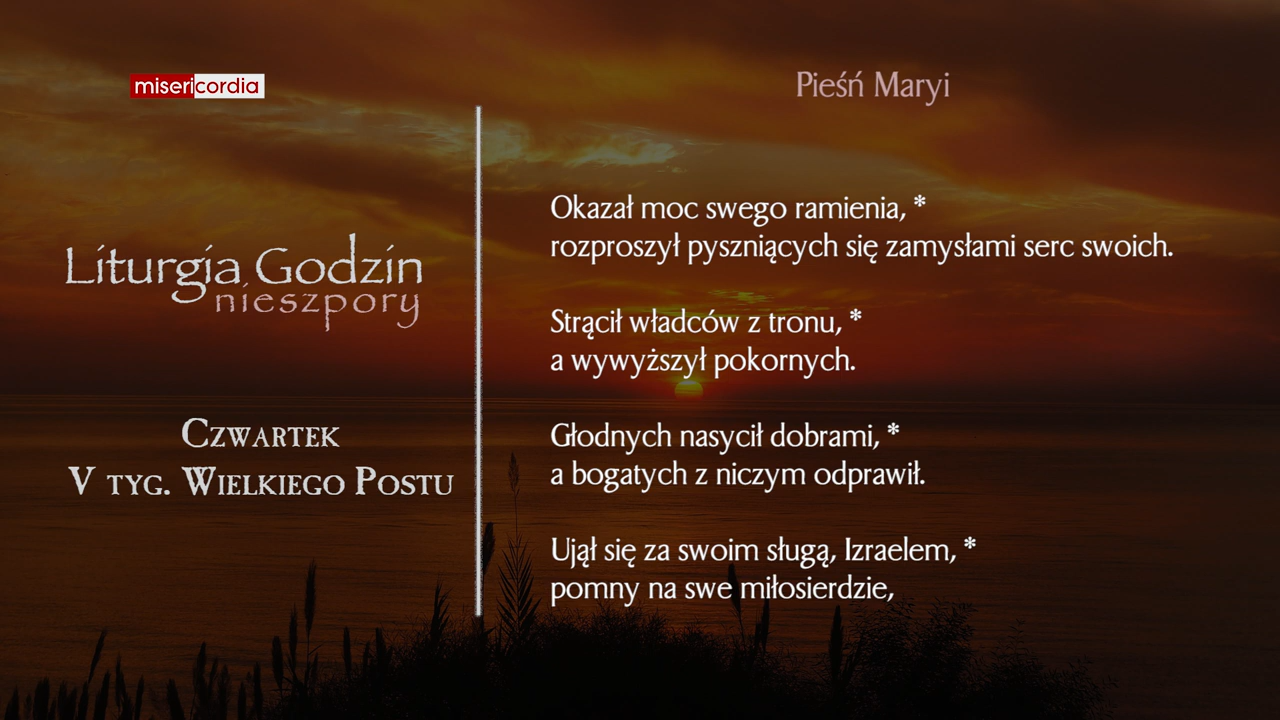 misericordia
Pieśń Maryi
Liturgia Godzin
nieszpory
Czwartek
V tyg. Wielkiego Postu
Okazał moc swego ramienia, *
rozproszył pyszniących się zamysłami serc swoich.
Strącił władców z tronu, *
a wywyższył pokornych.
Głodnych nasycił dobrami, *
a bogatych z niczym odprawił.
Ujął się za swoim sługą, Izraelem, *
pomny na swe miłosierdzie,